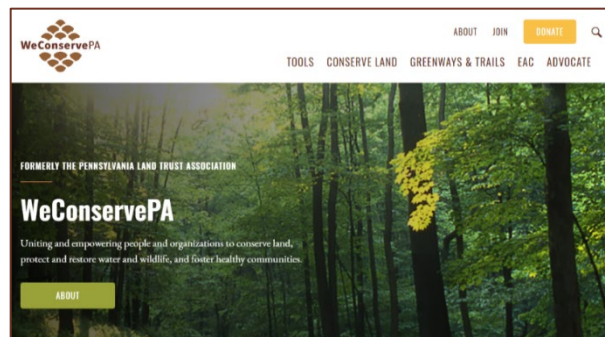 WeConservePA
ABOUT JOIN DONATE
TOOLS CONSERVE LAND GREENWAYS & TRAILS EAC ADVOCATE
FORMERLY THE PENNSYLVANIA LAND TRUST ASSOCIATION
WeConservePA
Uniting and empowering people and organizations to conserve land,
protect and restore water and wildlife, and foster healthy communities.
ABOUT